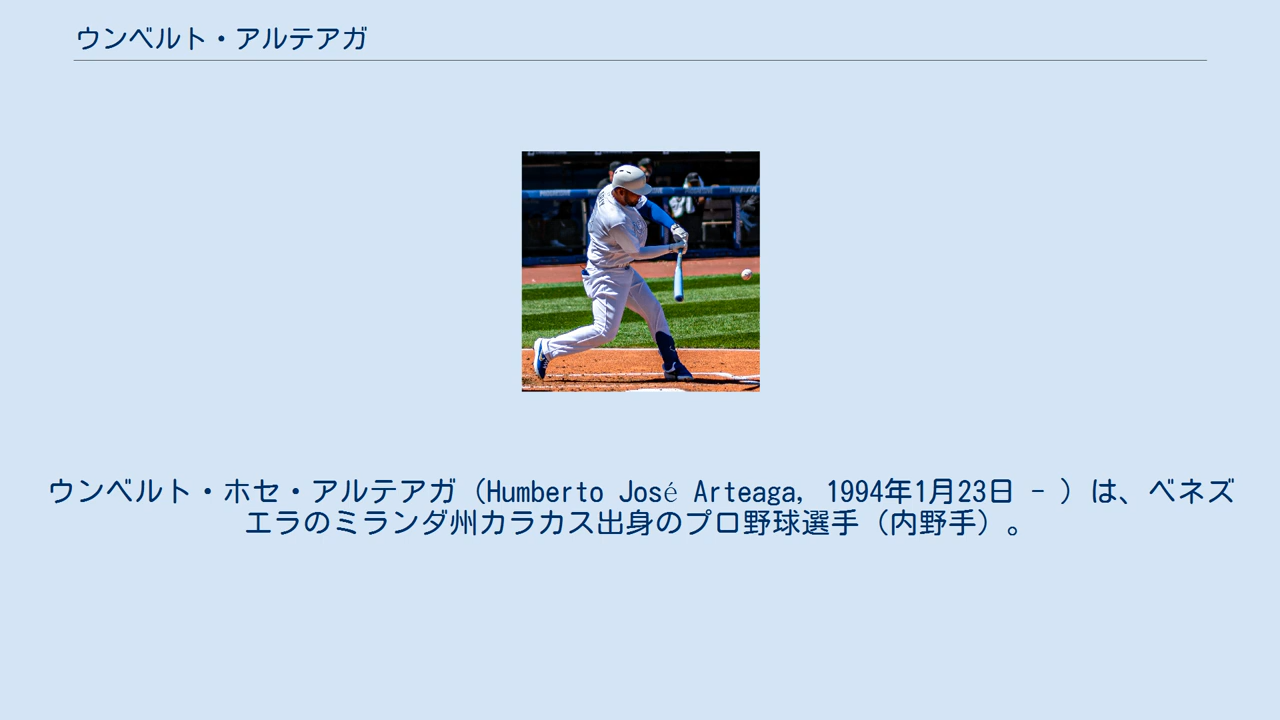 ウンベルト・アルテアガ
ウンベルト・ホセ・アルテアガ（Humberto José Arteaga, 1994年1月23日 - ）は、ベネズ
エラのミランダ州カラカス出身のプロ野球選手（内野手）。